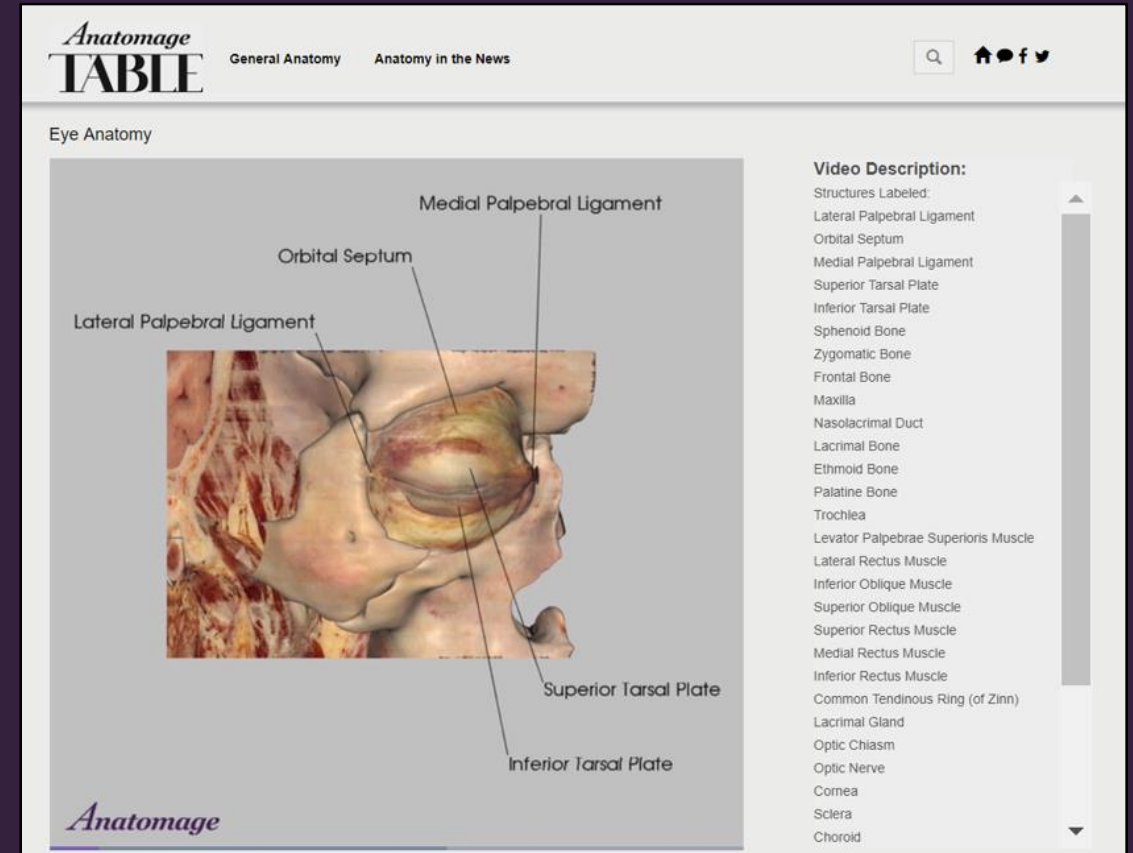 Anatomage
TABLE
General Anatomy
Anatomy in the News
Eye Anatomy
Medial Palpebral Ligament
Orbital Septum
Lateral Palpebral Ligament
Superior Tarsal Plate
Inferior Tarsal Plate
Anatomage
Video Description:
Structures Labeled:
Lateral Palpebral Ligament
Orbital Septum
Medial Palpebral Ligament
Superior Tarsal Plate
Inferior Tarsal Plate
Sphenoid Bone
Zygomatic Bone
Frontal Bone
Maxilla
Nasolacrimal Duct
Lacrimal Bone
Ethmoid Bone
Palatine Bone
Trochlea
Levator Palpebrae Superioris Muscle
Lateral Rectus Muscle
Inferior Oblique Muscle
Superior Oblique Muscle
Superior Rectus Muscle
Medial Rectus Muscle
Inferior Rectus Muscle
Common Tendinous Ring (of Zinn)
Lacrimal Gland
Optic Chiasm
Optic Nerve
Cornea
Sclera
Choroid